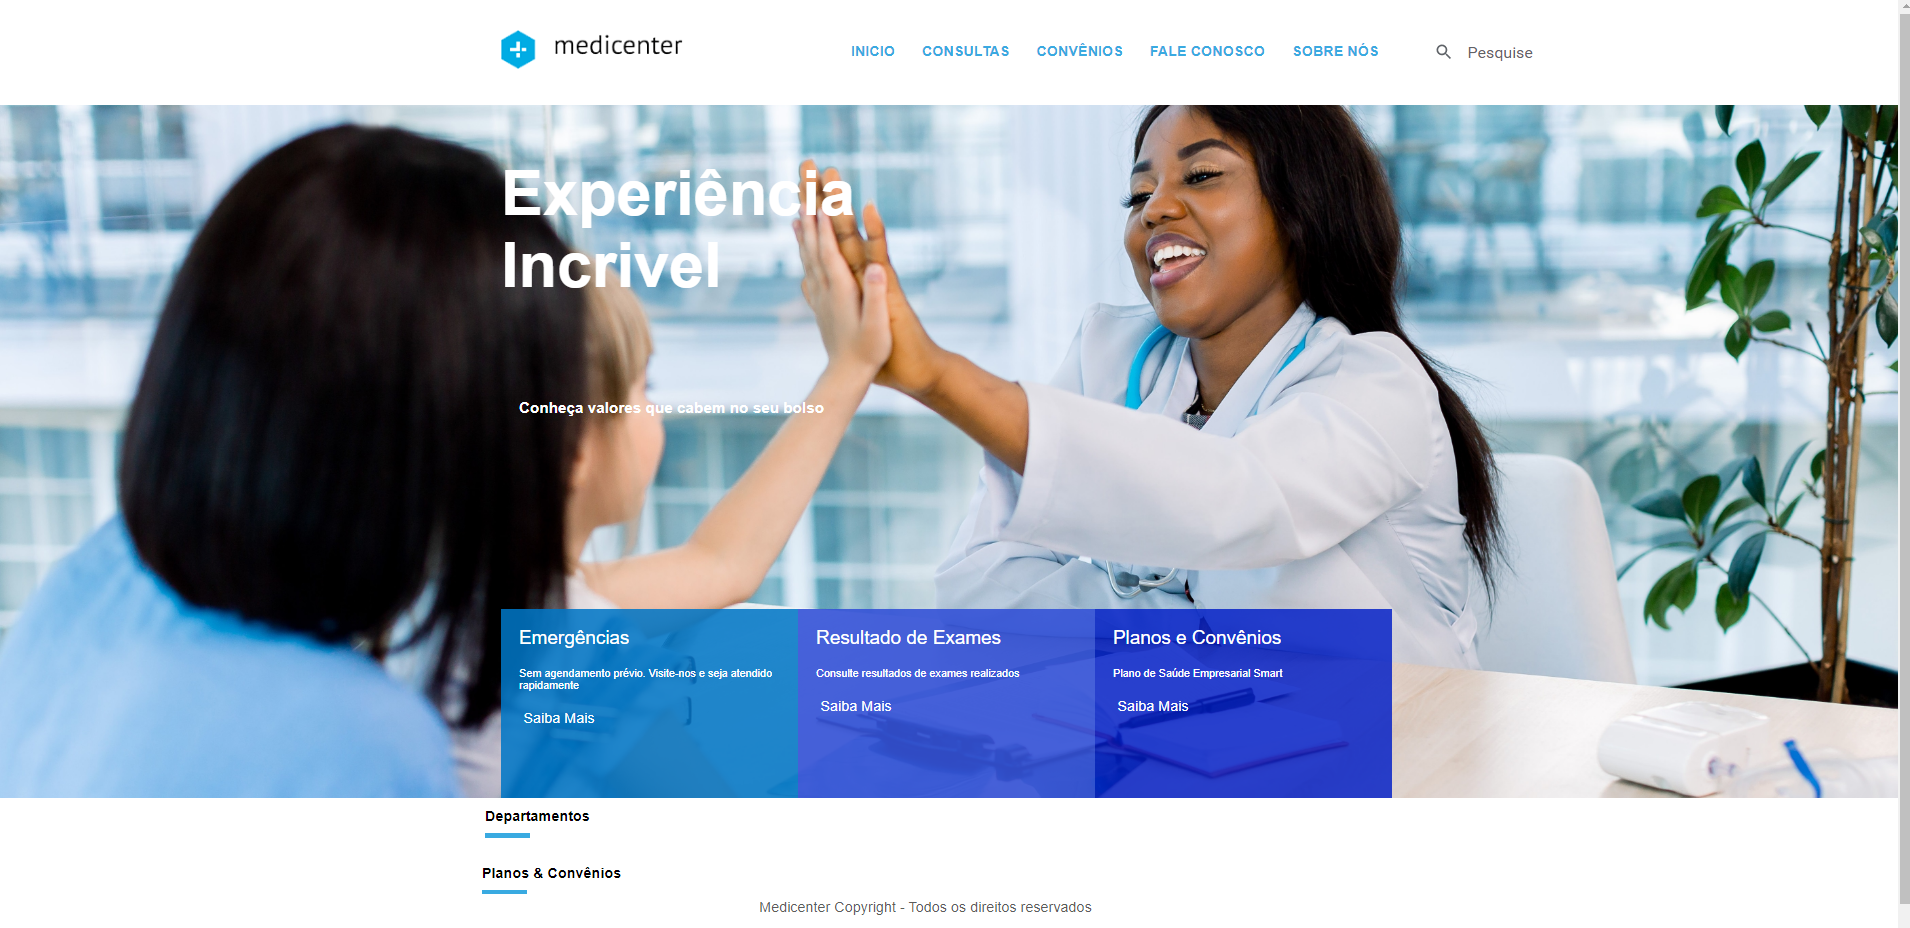 medicenter
INICIO
CONSULTAS
CONVÊNIOS
FALE CONOSCO
SOBRE NÓS
Pesquise
Experiência
Incrivel
Conheça valores que cabem no seu bolso
Emergências
Sem agendamento prévio. Visite-nos e seja atendido
rapidamente
Saiba Mais
Resultado de Exames
Consulte resultados de exames realizados
Saiba Mais
Planos e Convênios
Plano de Saúde Empresarial Smart
Saiba Mais
Departamentos
Planos & Convênios
Medicenter Copyright - Todos os direitos reservados